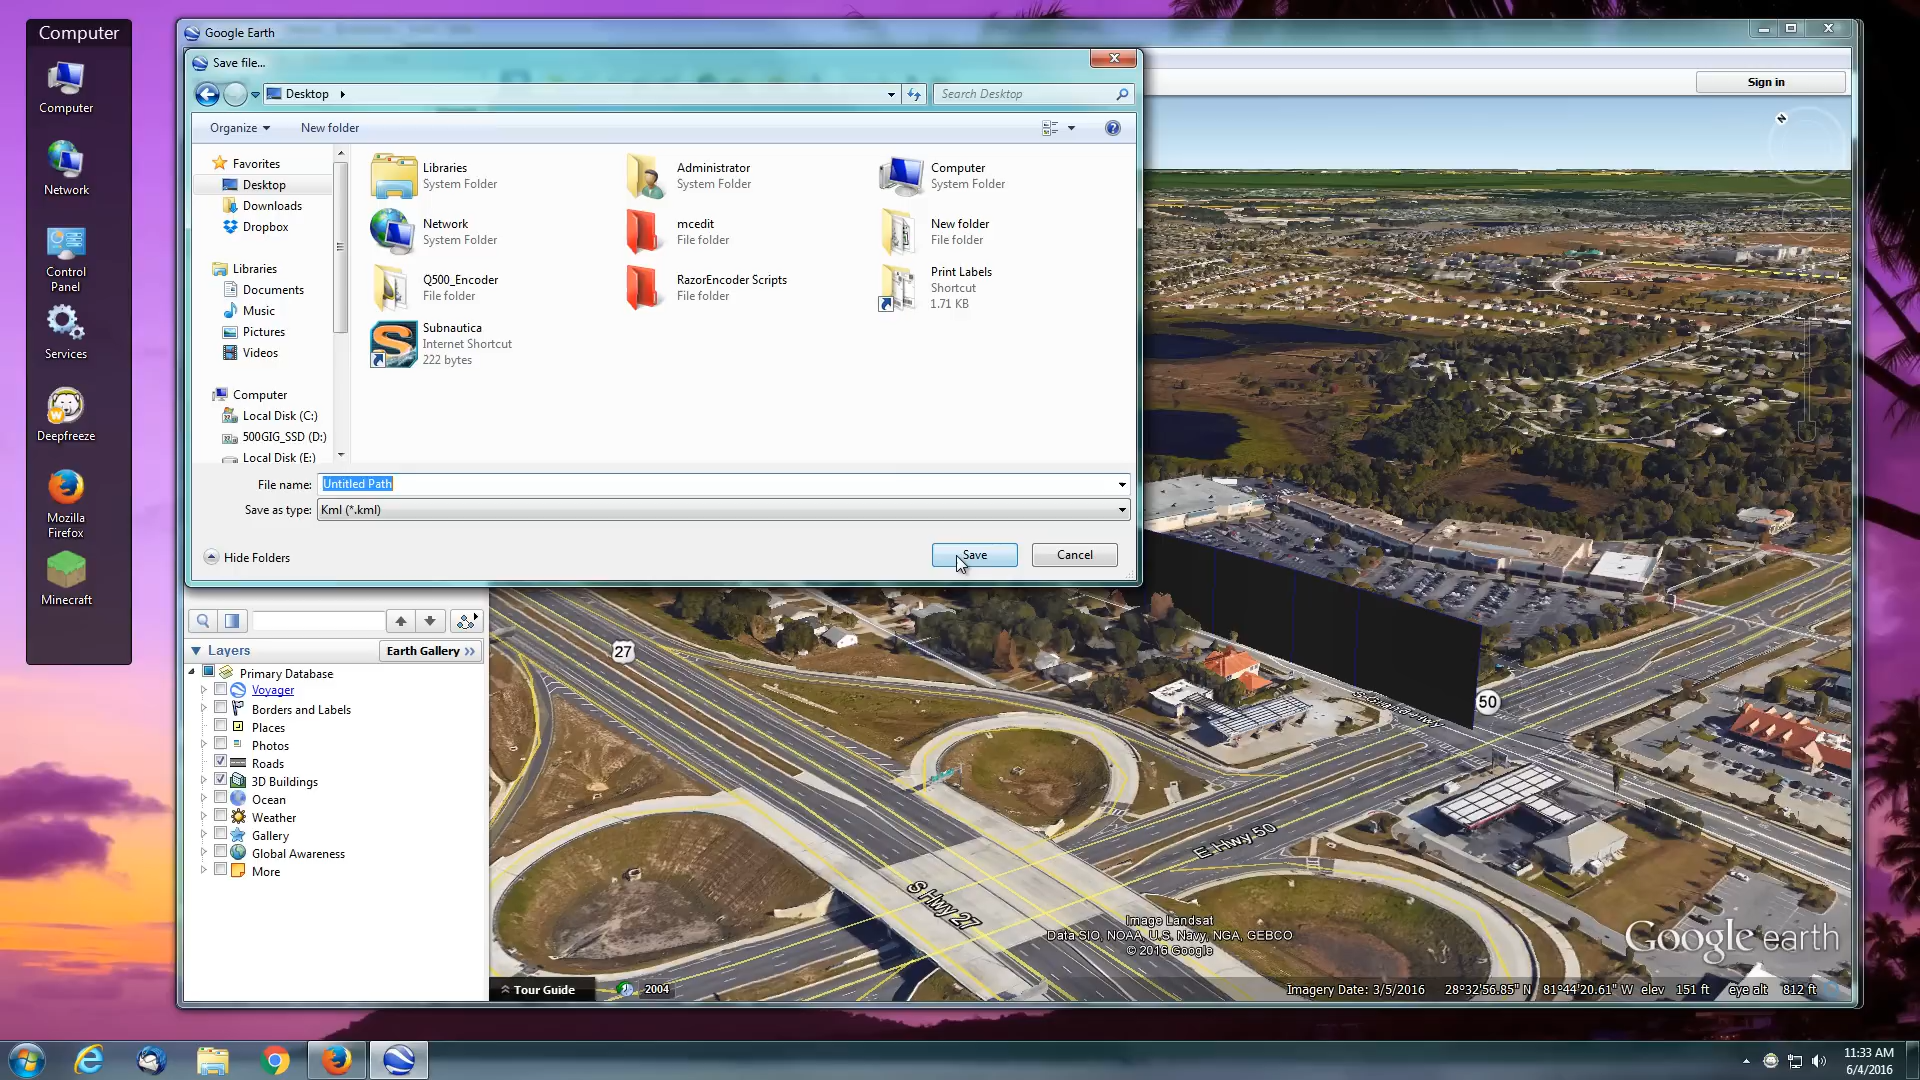 Computer
Computer
Network
Control
Panel
Services
Deepfreeze
Mozilla
Firefox
Minecraft
Google Earth
Save file...
Desktop
Search Desktop
Organize
New folder
Favorites
Desktop
Downloads
Dropbox
Libraries
Documents
Music
Pictures
Videos
Computer
Local Disk (C:)
500GIG_SSD (D:)
Local Disk (E:)
Libraries
System Folder
Administrator
System Folder
Computer
System Folder
Network
System Folder
mcedit
File folder
New folder
File folder
Q500_Encoder
File folder
RazorEncoder Scripts
File folder
Print Labels
Shortcut
1.71 KB
Subnautica
Internet Shortcut
222 bytes
File name: Untitled Path
Save as type: Kml (*.kml)
Hide Folders
Save
Cancel
Sign in
N
Layers
Earth Gallery
Primary Database
Voyager
Borders and Labels
Places
Photos
Roads
3D Buildings
Ocean
Weather
Gallery
Global Awareness
More
27
50
E Hwy 50
S Hwy 27
Image Landsat
Data SIO, NOAA, U.S. Navy, NGA, GEBCO
© 2016 Google
Google earth
Tour Guide
2004
Imagery Date: 3/5/2016 28°32'56.85" N 81°44'20.61" W elev 151 ft eye alt 812 ft
11:33 AM
6/4/2016